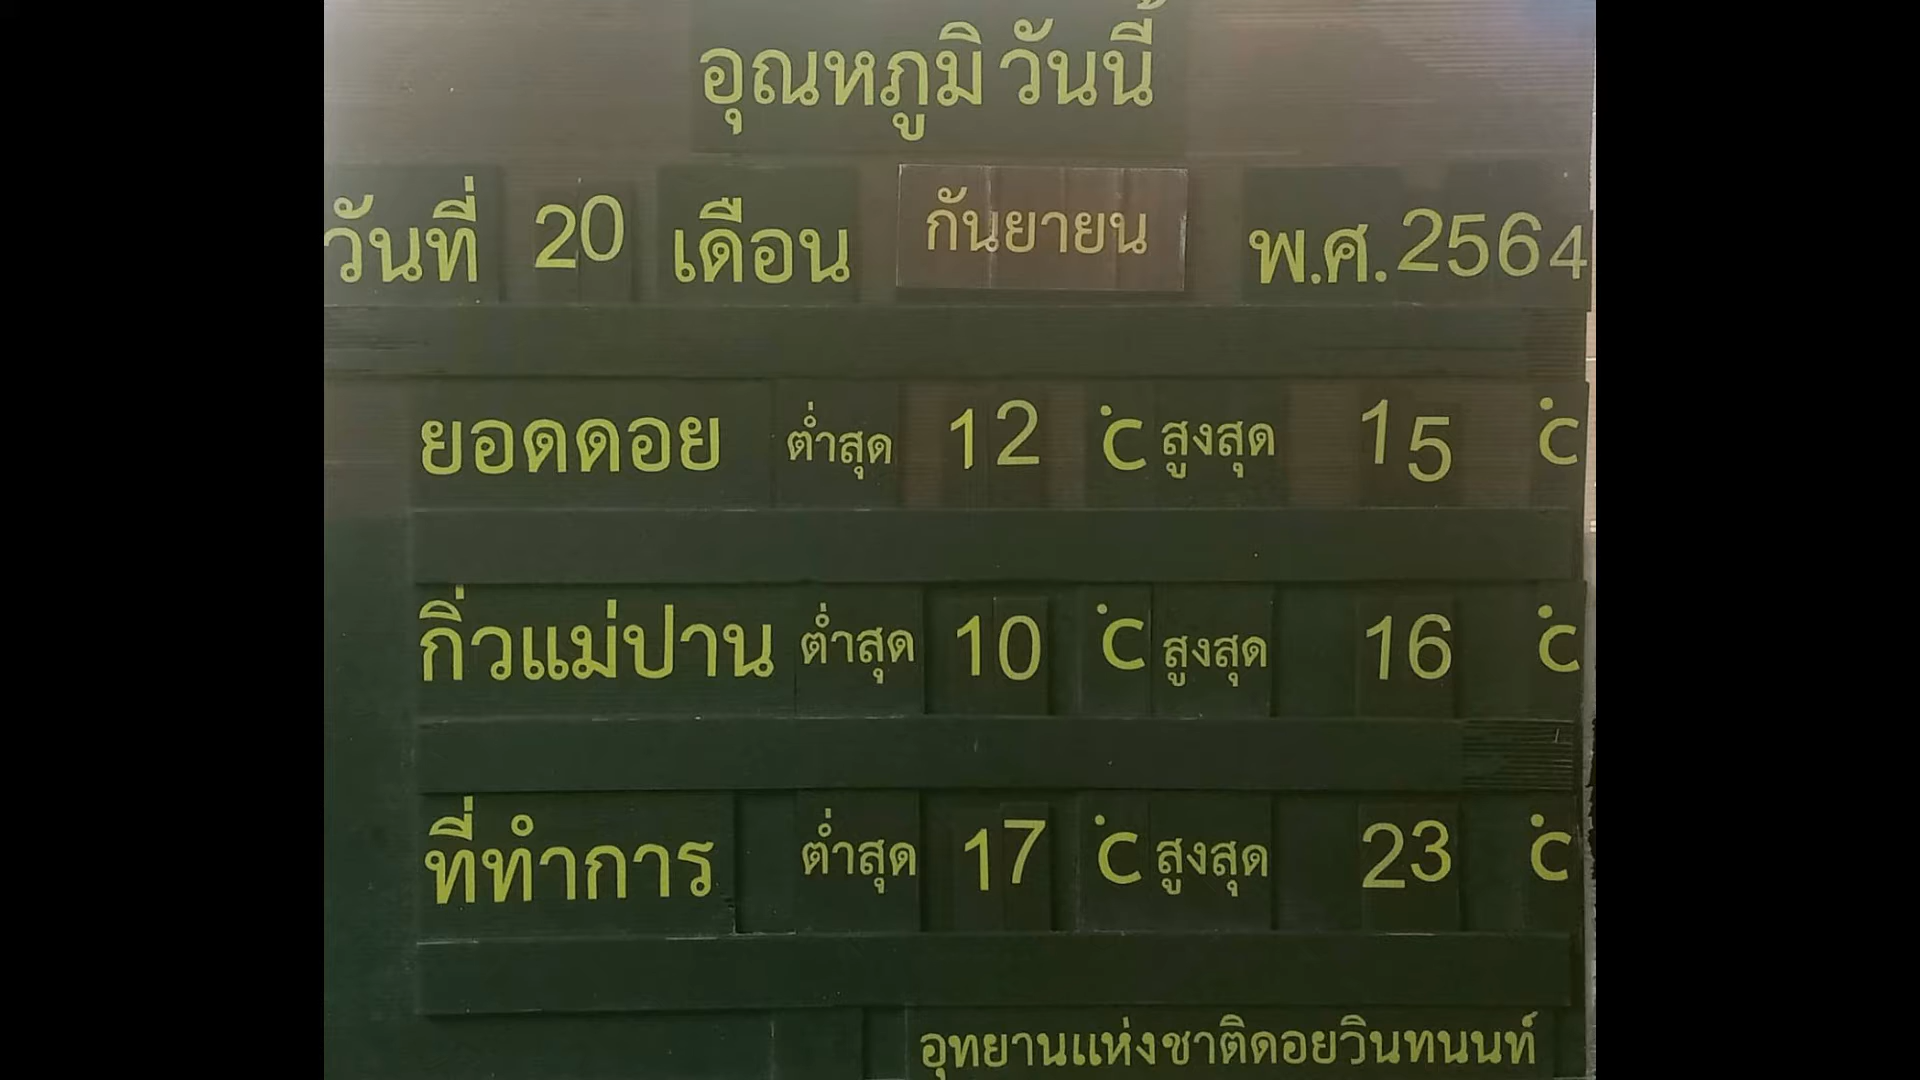 อุณหภูมิวันนี้
วันที่ 20 เดือน กันยายน พ.ศ. 2564
ยอดดอย ต่ำสุด 12 °C สูงสุด 15 °C
กิ่วแม่ปาน ต่ำสุด 10 °C สูงสุด 16 °C
ที่ทำการ ต่ำสุด 17 °C สูงสุด 23 °C
อุทยานแห่งชาติดอยวินทนนท์